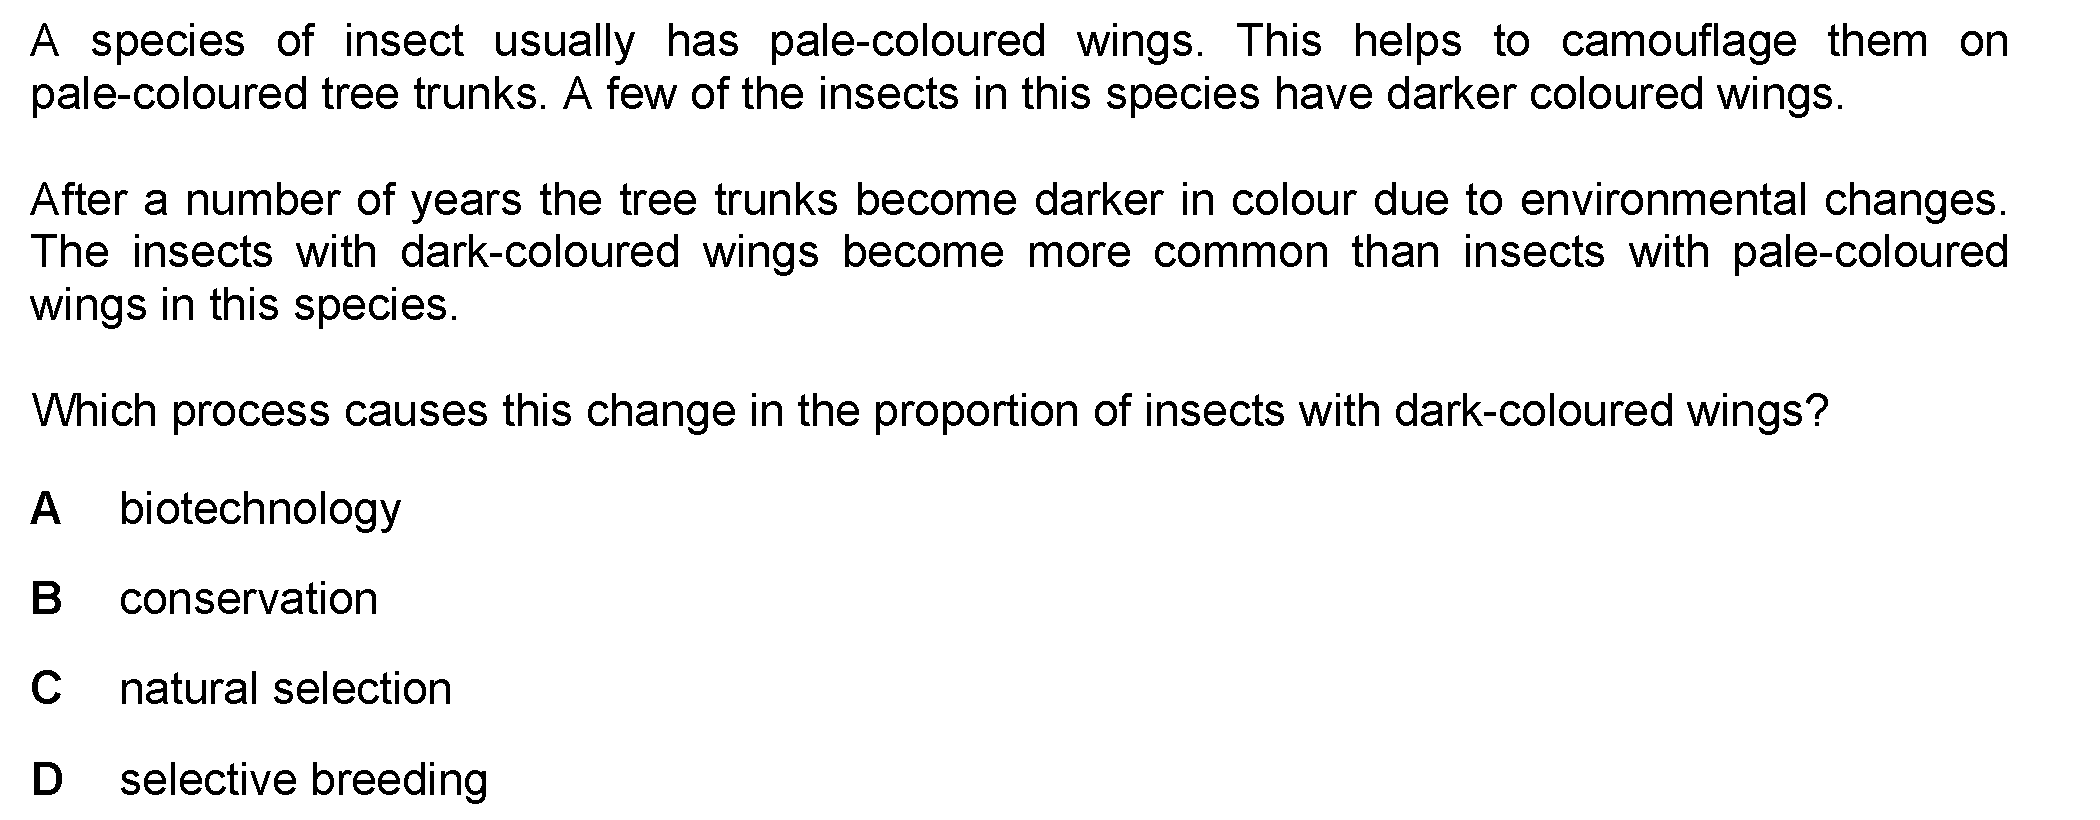 A species of insect usually has pale-coloured wings. This helps to camouflage them on
pale-coloured tree trunks. A few of the insects in this species have darker coloured wings.
After a number of years the tree trunks become darker in colour due to environmental changes.
The insects with dark-coloured wings become more common than insects with pale-coloured
wings in this species.
Which process causes this change in the proportion of insects with dark-coloured wings?
A biotechnology
B conservation
C natural selection
D selective breeding